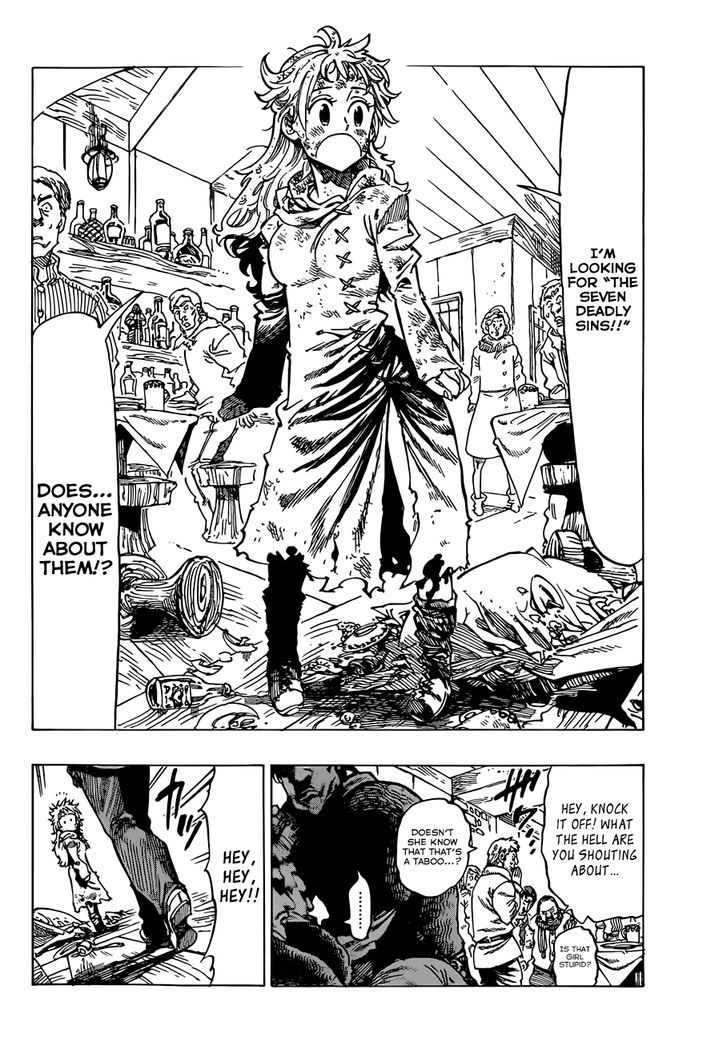 I'M
LOOKING
FOR "THE
SEVEN
DEADLY
SINS!!"
DOES...
ANYONE
KNOW
ABOUT
THEM!?
HEY, KNOCK
IT OFF! WHAT
THE HELL ARE
YOU SHOUTING
ABOUT...
IS THAT
GIRL
STUPID?
DOESN'T
SHE KNOW
THAT THAT'S
A TABOO...?
.........
HEY,
HEY,
HEY!!